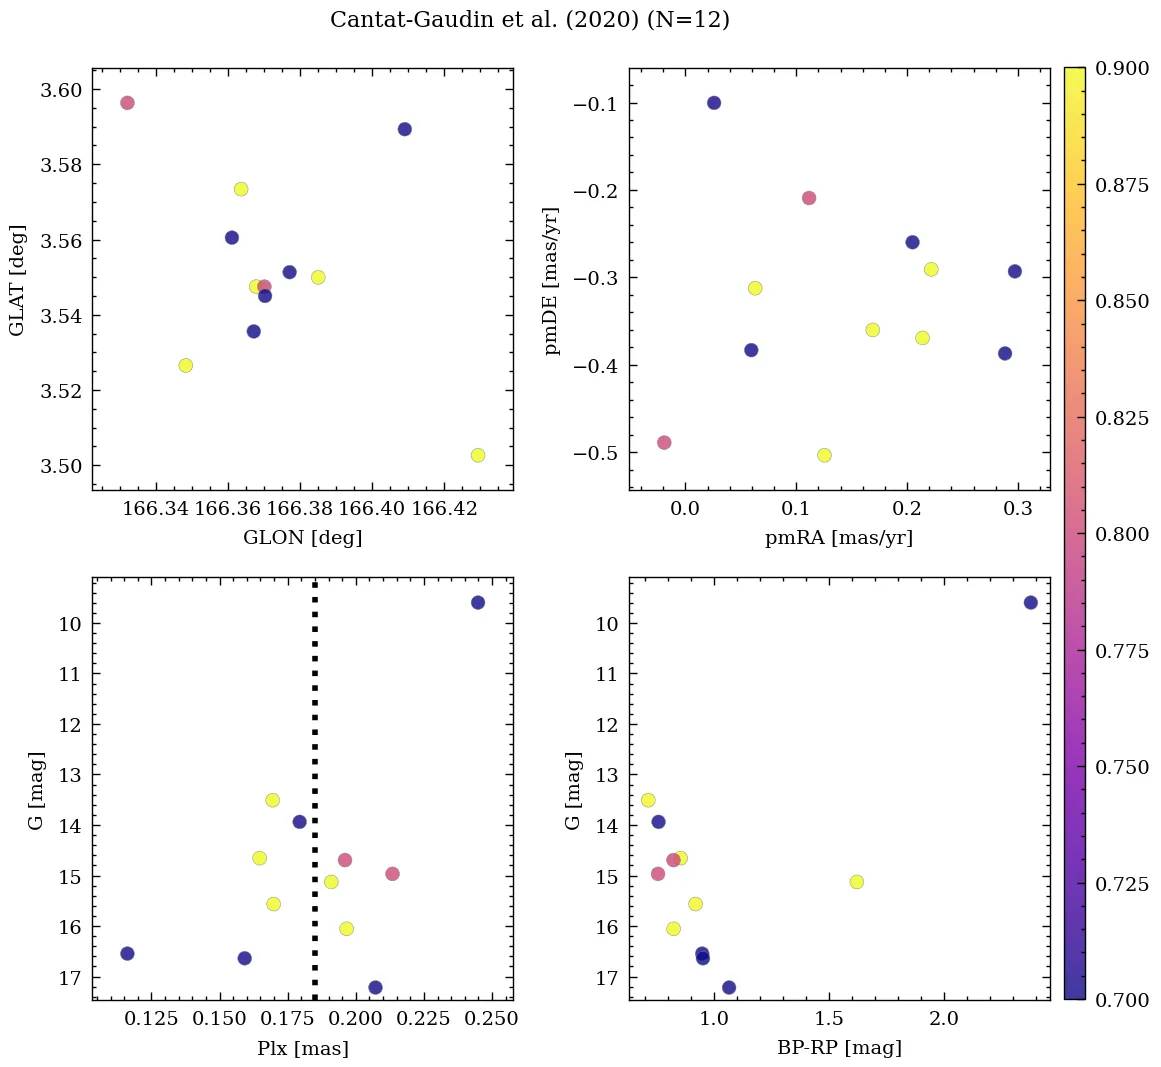 Cantat-Gaudin et al. (2020) (N=12)
3.60
3.58
3.56
3.54
3.52
3.50
GLAT [deg]
166.34 166.36 166.38 166.40 166.42
GLON [deg]
−0.1
−0.2
−0.3
−0.4
−0.5
pmDE [mas/yr]
0.0 0.1 0.2 0.3
pmRA [mas/yr]
0.900
0.875
0.850
0.825
0.800
0.775
0.750
0.725
0.700
10
11
12
13
14
15
16
17
G [mag]
0.125 0.150 0.175 0.200 0.225 0.250
Plx [mas]
10
11
12
13
14
15
16
17
G [mag]
1.0 1.5 2.0
BP-RP [mag]